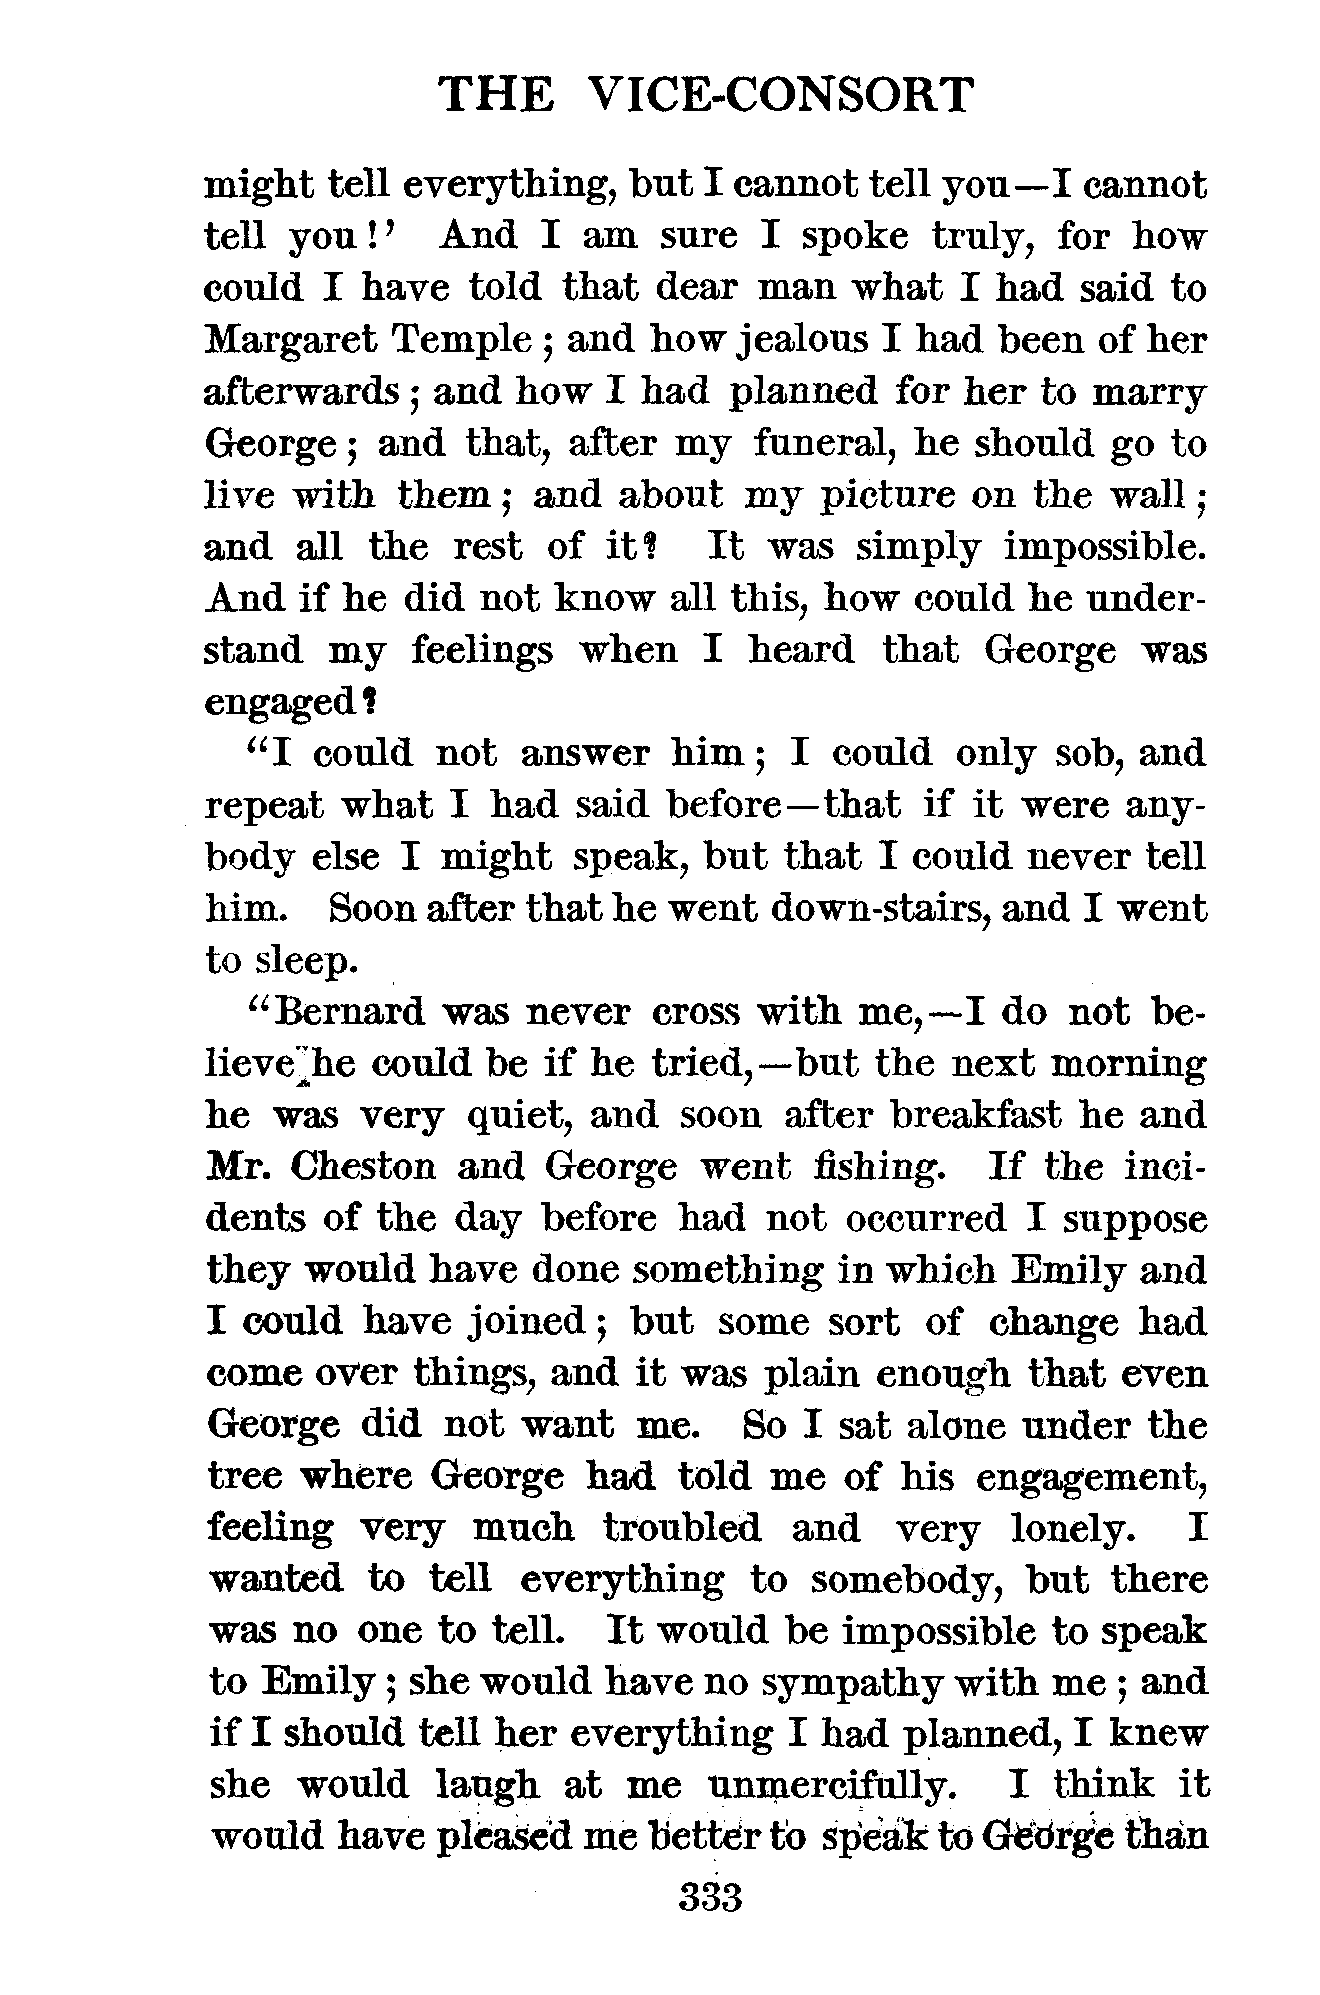 THE VICE-CONSORT
might tell everything, but I cannot tell you—I cannot
tell you!’ And I am sure I spoke truly, for how
could I have told that dear man what I had said to
Margaret Temple; and how jealous I had been of her
afterwards; and how I had planned for her to marry
George; and that, after my funeral, he should go to
live with them; and about my picture on the wall;
and all the rest of it? It was simply impossible.
And if he did not know all this, how could he under-
stand my feelings when I heard that George was
engaged?
“I could not answer him; I could only sob, and
repeat what I had said before—that if it were any-
body else I might speak, but that I could never tell
him. Soon after that he went down-stairs, and I went
to sleep.
“Bernard was never cross with me,—I do not be-
lieve he could be if he tried,—but the next morning
he was very quiet, and soon after breakfast he and
Mr. Cheston and George went fishing. If the inci-
dents of the day before had not occurred I suppose
they would have done something in which Emily and
I could have joined; but some sort of change had
come over things, and it was plain enough that even
George did not want me. So I sat alone under the
tree where George had told me of his engagement,
feeling very much troubled and very lonely. I
wanted to tell everything to somebody, but there
was no one to tell. It would be impossible to speak
to Emily; she would have no sympathy with me; and
if I should tell her everything I had planned, I knew
she would laugh at me unmercifully. I think it
would have pleased me better to speak to George than
333